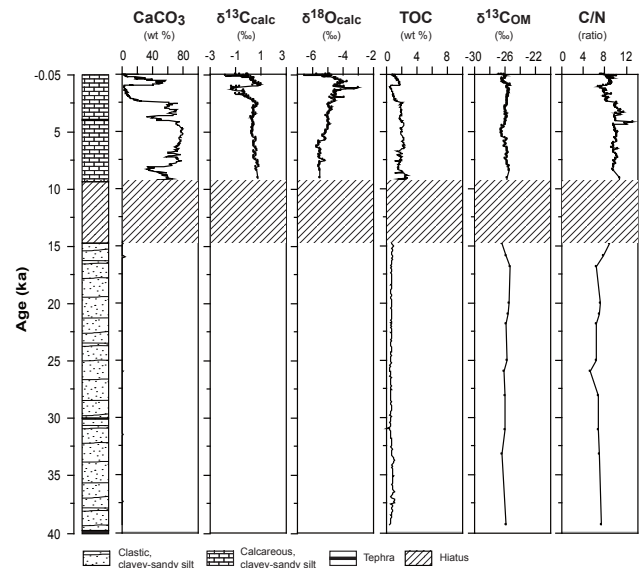 CaCO3 δ13Ccalc δ18Ocalc TOC δ13COM C/N
(wt %) (‰) (‰) (wt %) (‰) (ratio)
0 40 80 -3 -1 1 3 -6 -4 -2 0 4 8 -30 -26 -22 0 4 8 12
-0.05
5
10
15
20
25
30
35
40
Age (ka)
Clastic, clayey-sandy silt
Calcareous, clayey-sandy silt
Tephra
Hiatus